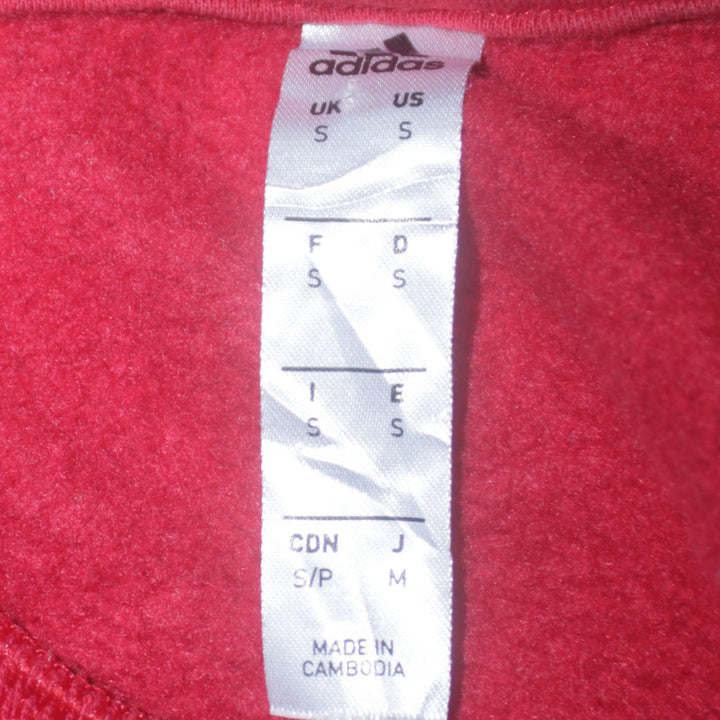 adidas
UK US
S S
F D
S S
I E
S S
CDN J
S/P M
MADE IN
CAMBODIA